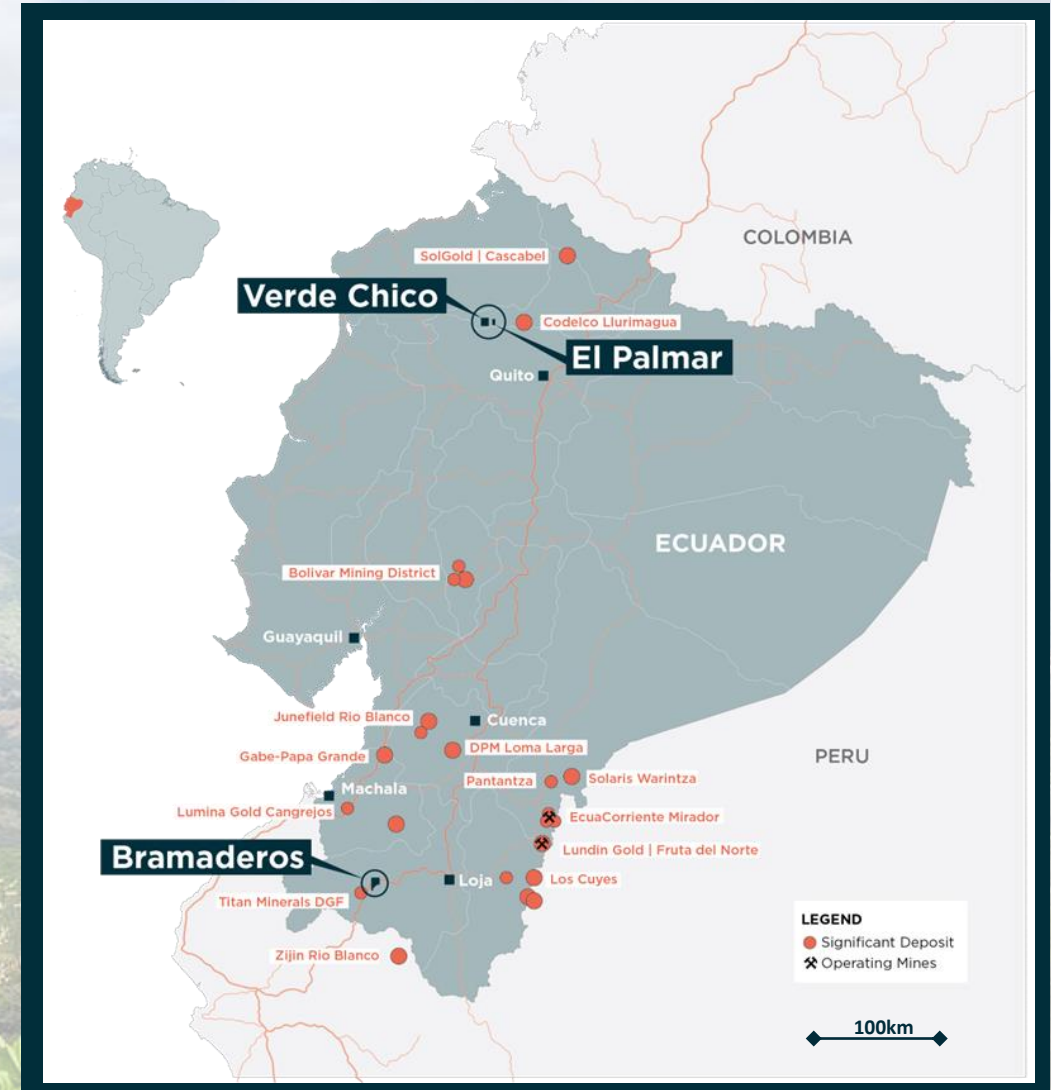 COLOMBIA
SolGold | Cascabel
Verde Chico
Codelco Llurimagua
El Palmar
Quito
ECUADOR
Bolivar Mining District
Guayaquil
Junefield Rio Blanco
Cuenca
DPM Loma Larga
Gabe-Papa Grande
PERU
Pantantza
Solaris Warintza
Machala
Lumina Gold Cangrejos
EcuaCorriente Mirador
Lundin Gold | Fruta del Norte
Bramaderos
Loja
Los Cuyes
Titan Minerals DGF
Zijin Rio Blanco
LEGEND
Significant Deposit
Operating Mines
100km